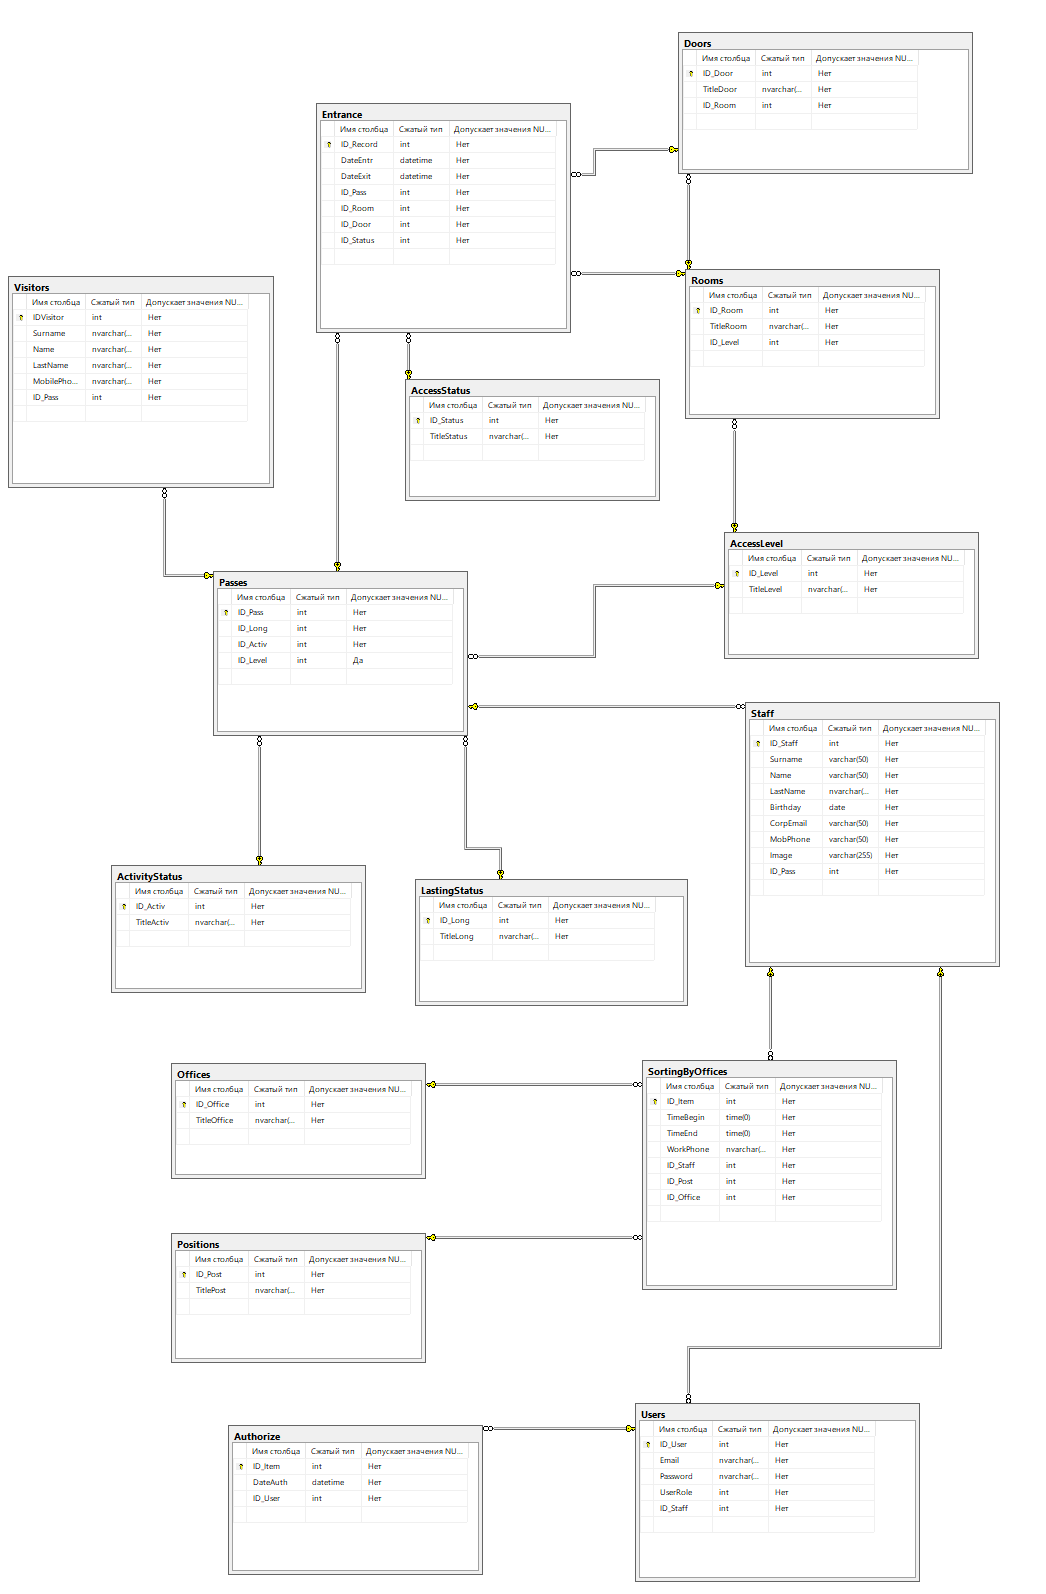 Doors
Имя столбца Сжатый тип Допускает значения NU...
ID_Door int Нет
TitleDoor nvarchar(... Нет
ID_Room int Нет
Entrance
Имя столбца Сжатый тип Допускает значения NU...
ID_Record int Нет
DateEntr datetime Нет
DateExit datetime Нет
ID_Pass int Нет
ID_Room int Нет
ID_Door int Нет
ID_Status int Нет
Visitors
Имя столбца Сжатый тип Допускает значения NU...
IDVisitor int Нет
Surname nvarchar(... Нет
Name nvarchar(... Нет
LastName nvarchar(... Нет
MobilePho... nvarchar(... Нет
ID_Pass int Нет
Rooms
Имя столбца Сжатый тип Допускает значения NU...
ID_Room int Нет
TitleRoom nvarchar(... Нет
ID_Level int Нет
AccessStatus
Имя столбца Сжатый тип Допускает значения NU...
ID_Status int Нет
TitleStatus nvarchar(... Нет
AccessLevel
Имя столбца Сжатый тип Допускает значения NU...
ID_Level int Нет
TitleLevel nvarchar(... Нет
Passes
Имя столбца Сжатый тип Допускает значения NU...
ID_Pass int Нет
ID_Long int Нет
ID_Activ int Нет
ID_Level int Да
Staff
Имя столбца Сжатый тип Допускает значения NU...
ID_Staff int Нет
Surname varchar(50) Нет
Name varchar(50) Нет
LastName nvarchar(... Нет
Birthday date Нет
CorpEmail varchar(50) Нет
MobPhone varchar(50) Нет
Image varchar(255) Нет
ID_Pass int Нет
ActivityStatus
Имя столбца Сжатый тип Допускает значения NU...
ID_Activ int Нет
TitleActiv nvarchar(... Нет
LastingStatus
Имя столбца Сжатый тип Допускает значения NU...
ID_Long int Нет
TitleLong nvarchar(... Нет
Offices
Имя столбца Сжатый тип Допускает значения NU...
ID_Office int Нет
TitleOffice nvarchar(... Нет
SortingByOffices
Имя столбца Сжатый тип Допускает значения NU...
ID_Item int Нет
TimeBegin time(0) Нет
TimeEnd time(0) Нет
WorkPhone nvarchar(... Нет
ID_Staff int Нет
ID_Post int Нет
ID_Office int Нет
Positions
Имя столбца Сжатый тип Допускает значения NU...
ID_Post int Нет
TitlePost nvarchar(... Нет
Users
Имя столбца Сжатый тип Допускает значения NU...
ID_User int Нет
Email nvarchar(... Нет
Password nvarchar(... Нет
UserRole int Нет
ID_Staff int Нет
Authorize
Имя столбца Сжатый тип Допускает значения NU...
ID_Item int Нет
DateAuth datetime Нет
ID_User int Нет